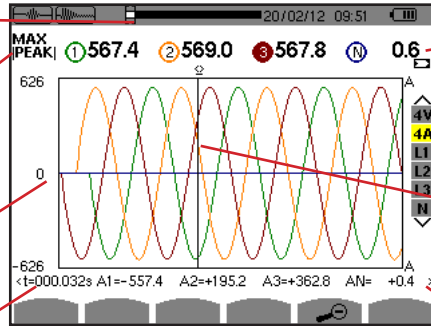 20/02/12 09:51
MAX
|PEAK| 1 567.4 2 569.0 3 567.8 N 0.6
626 A
4V
4A
L1
L2
L3
N
0
-626 A
<t=000.032s A1=-557.4 A2=+195.2 A3=+362.8 AN= +0.4 >